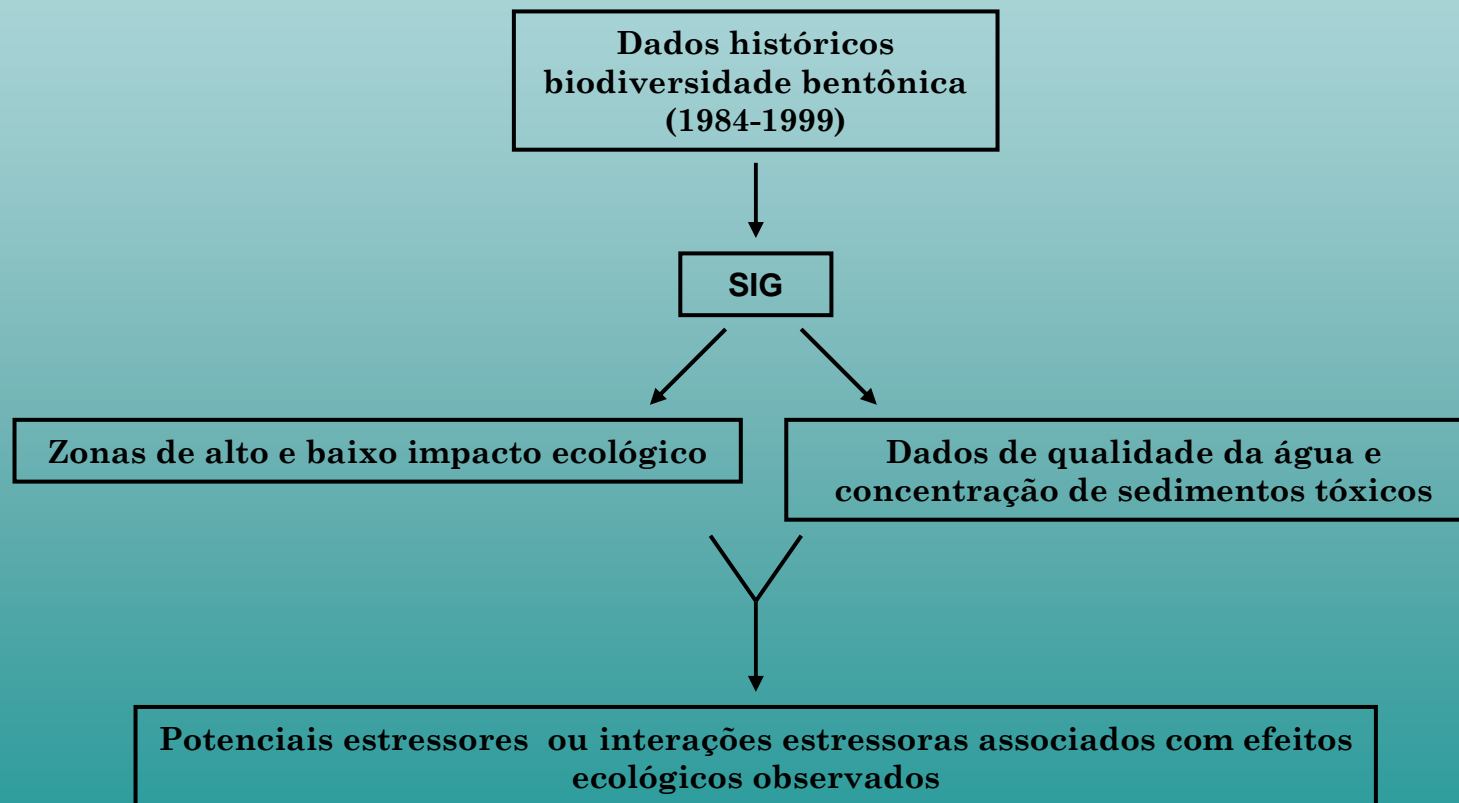 Dados históricos
biodiversidade bentônica
(1984-1999)
SIG
Zonas de alto e baixo impacto ecológico
Dados de qualidade da água e
concentração de sedimentos tóxicos
Potenciais estressores ou interações estressoras associados com efeitos
ecológicos observados